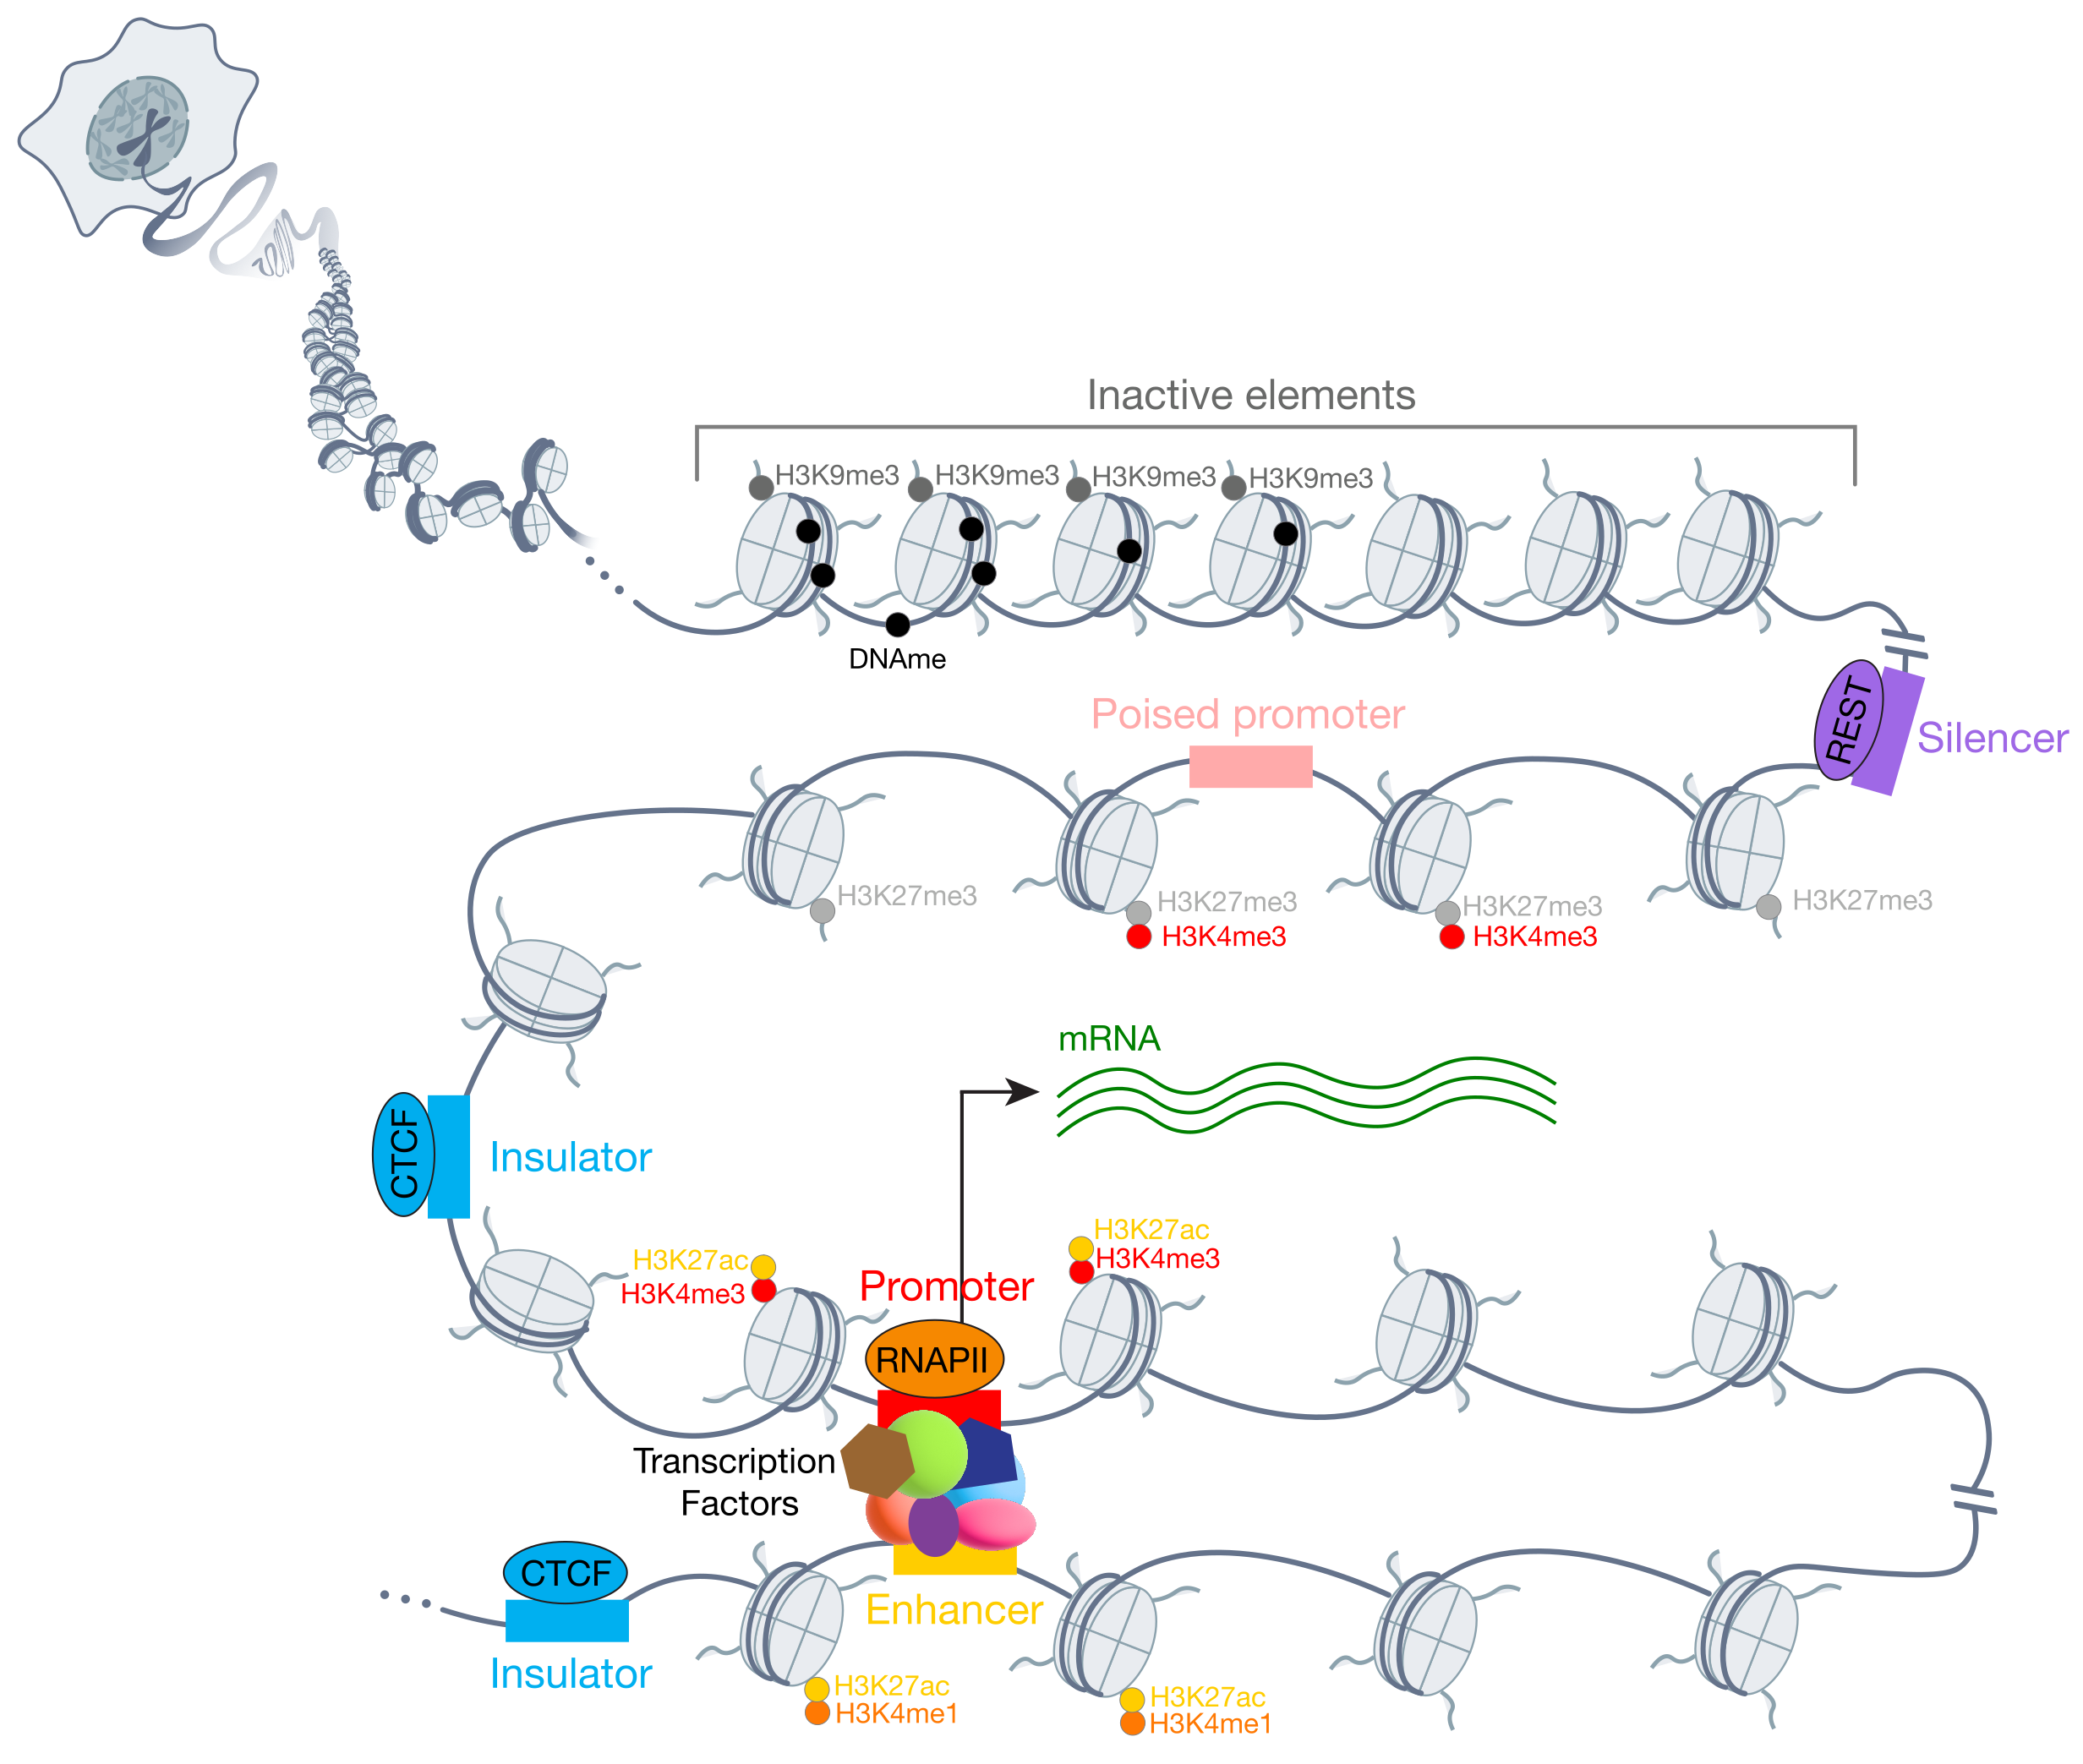 Inactive elements
H3K9me3
H3K9me3
H3K9me3
H3K9me3
DNAme
REST
Silencer
Poised promoter
H3K27me3
H3K27me3
H3K4me3
H3K27me3
H3K4me3
H3K27me3
mRNA
CTCF
Insulator
H3K27ac
H3K4me3
Promoter
H3K27ac
H3K4me3
RNAPII
Transcription
Factors
CTCF
Insulator
Enhancer
H3K27ac
H3K4me1
H3K27ac
H3K4me1